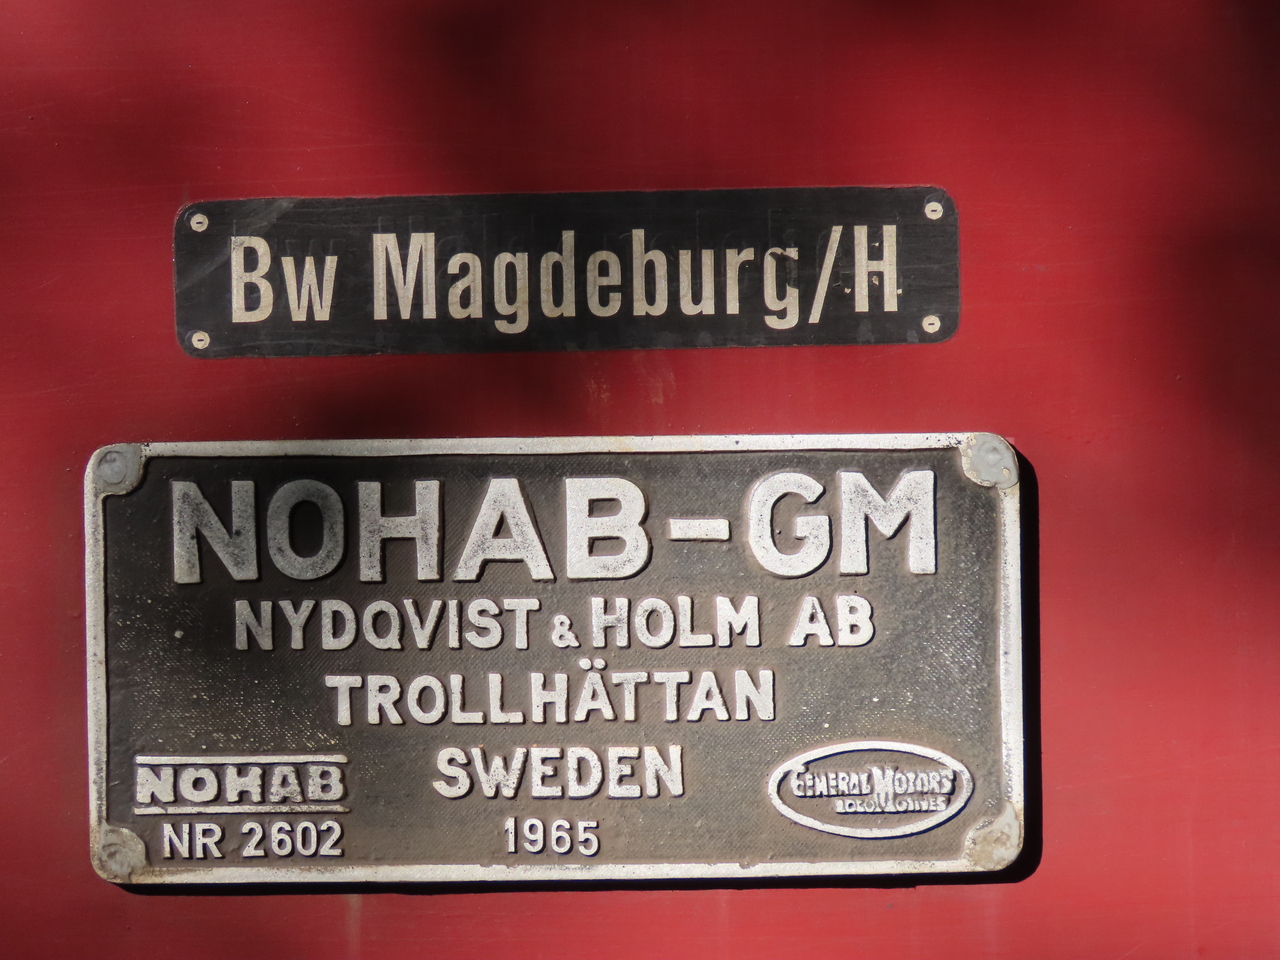 Bw Magdeburg/H
NOHAB-GM
NYDQVIST & HOLM AB
TROLLHÄTTAN
SWEDEN
NOHAB
NR 2602
1965
GENERAL MOTORS
LOCOMOTIVES